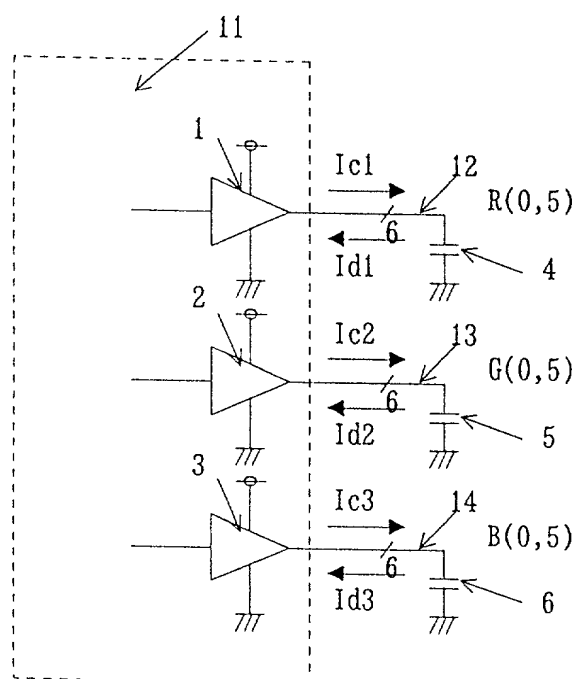 11
1
Ic1
12
R(0,5)
6
Id1
4
2
Ic2
13
G(0,5)
6
Id2
5
3
Ic3
14
B(0,5)
6
Id3
6